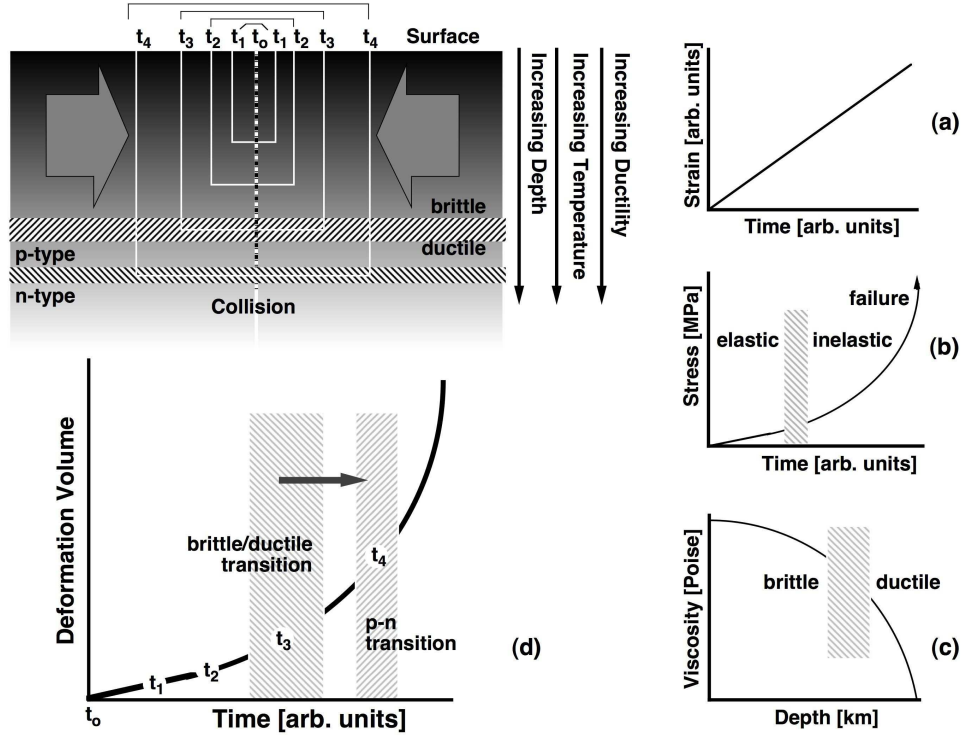 t4 t3 t2 t1 to t1 t2 t3 t4 Surface
brittle
p-type
ductile
n-type
Collision
Increasing Depth
Increasing Temperature
Increasing Ductility
Strain [arb. units]
Time [arb. units]
(a)
Stress [MPa]
elastic
inelastic
failure
Time [arb. units]
(b)
Viscosity [Poise]
brittle
ductile
Depth [km]
(c)
Deformation Volume
brittle/ductile
transition
t4
t3
p-n
transition
t2
t1
to
Time [arb. units]
(d)